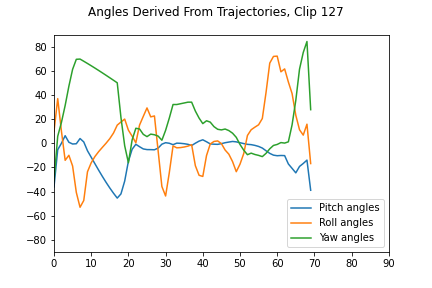 Angles Derived From Trajectories, Clip 127
80
60
40
20
0
−20
−40
−60
−80
0 10 20 30 40 50 60 70 80 90
Pitch angles
Roll angles
Yaw angles